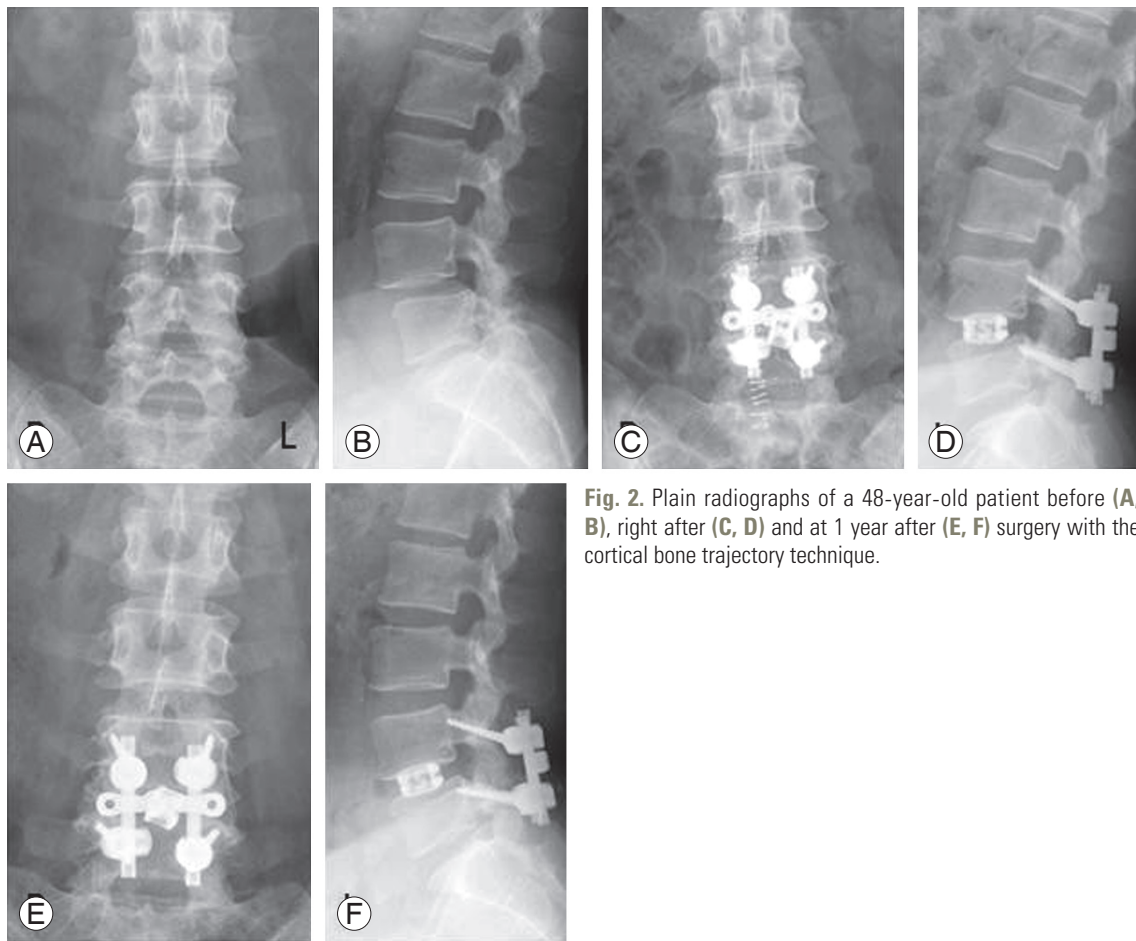 A
L
B
C
D
Fig. 2. Plain radiographs of a 48-year-old patient before (A,
B), right after (C, D) and at 1 year after (E, F) surgery with the
cortical bone trajectory technique.
E
F